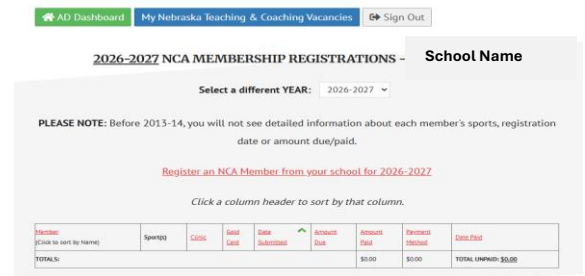 AD Dashboard My Nebraska Teaching & Coaching Vacancies Sign Out
2026-2027 NCA MEMBERSHIP REGISTRATIONS - School Name
Select a different YEAR: 2026-2027
PLEASE NOTE: Before 2013-14, you will not see detailed information about each member's sports, registration
date or amount due/paid.
Register an NCA Member from your school for 2026-2027
Click a column header to sort by that column.
Member Sport(s) Clinic Gold Date Amount Amount Payment Date Paid
(Click to sort by Name) Card Submitted Due Paid Method
TOTALS: $0.00 $0.00 TOTAL UNPAID: $0.00